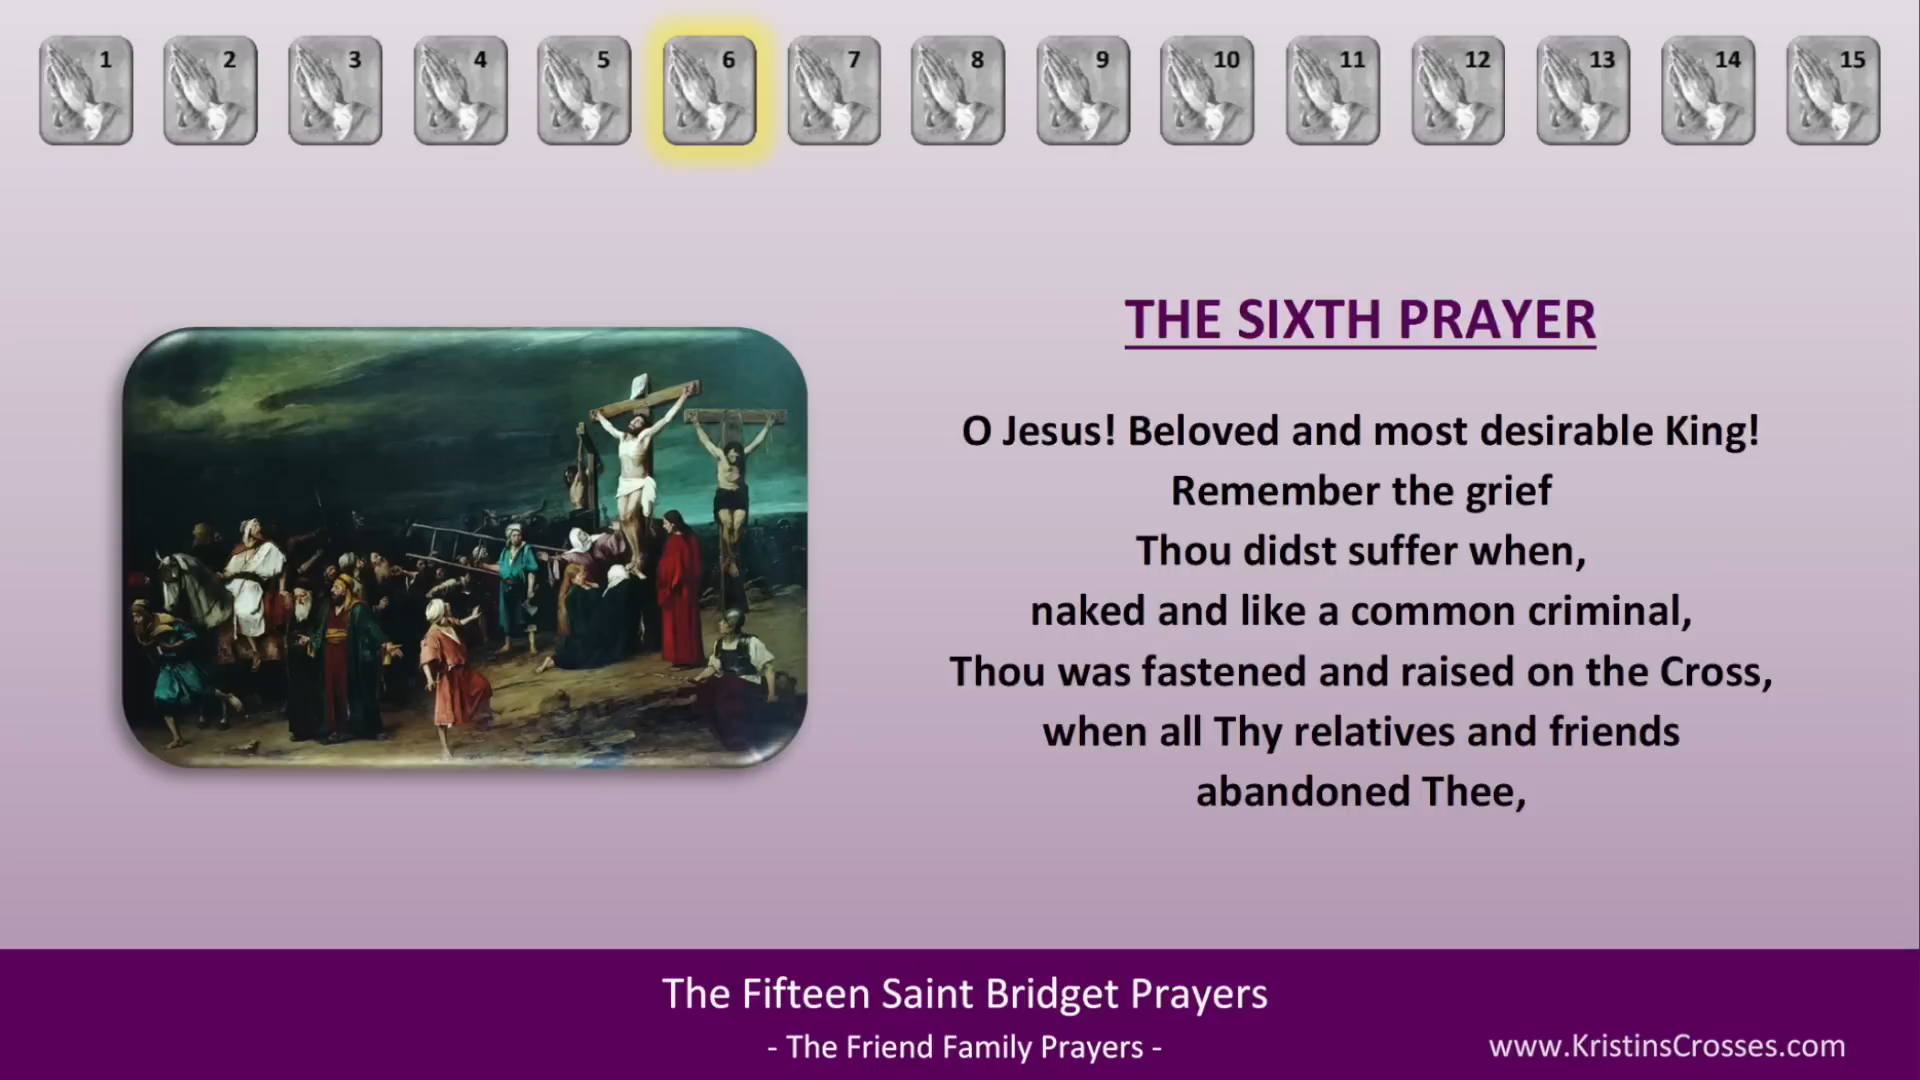 1 2 3 4 5 6 7 8 9 10 11 12 13 14 15
THE SIXTH PRAYER
O Jesus! Beloved and most desirable King!
Remember the grief
Thou didst suffer when,
naked and like a common criminal,
Thou was fastened and raised on the Cross,
when all Thy relatives and friends
abandoned Thee,
The Fifteen Saint Bridget Prayers
- The Friend Family Prayers -
www.KristinsCrosses.com